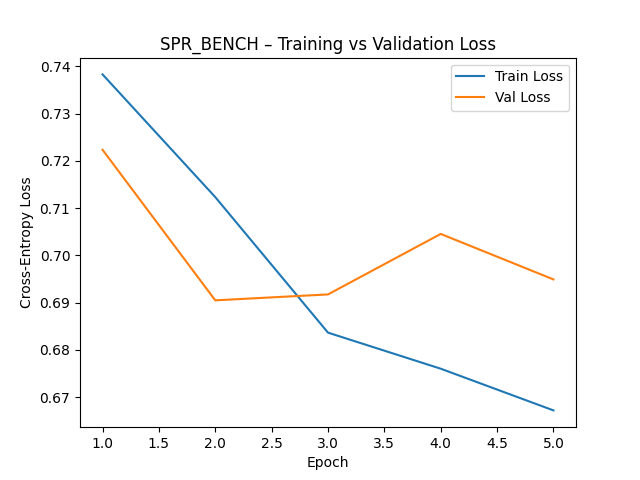 SPR_BENCH – Training vs Validation Loss
Train Loss
Val Loss
Cross-Entropy Loss
0.74
0.73
0.72
0.71
0.70
0.69
0.68
0.67
1.0 1.5 2.0 2.5 3.0 3.5 4.0 4.5 5.0
Epoch